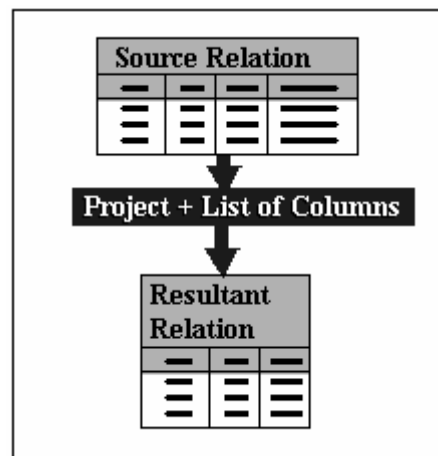 Source Relation
Project + List of Columns
Resultant
Relation